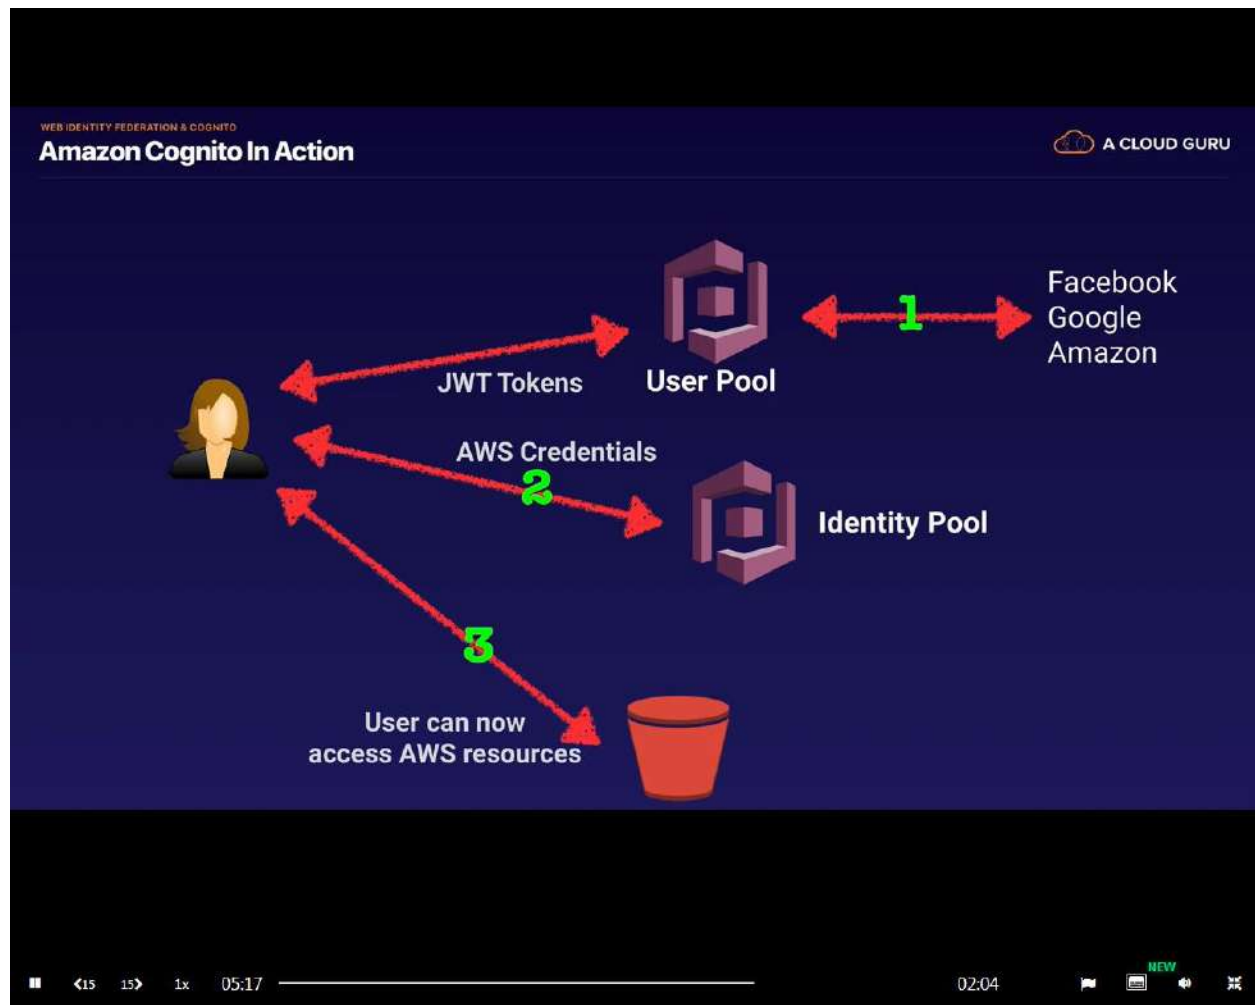 WEB IDENTITY FEDERATION & COGNITO
Amazon Cognito In Action
A CLOUD GURU
Facebook
Google
Amazon
1
User Pool
JWT Tokens
AWS Credentials
2
Identity Pool
3
User can now
access AWS resources
15
15
1x
05:17
02:04
NEW